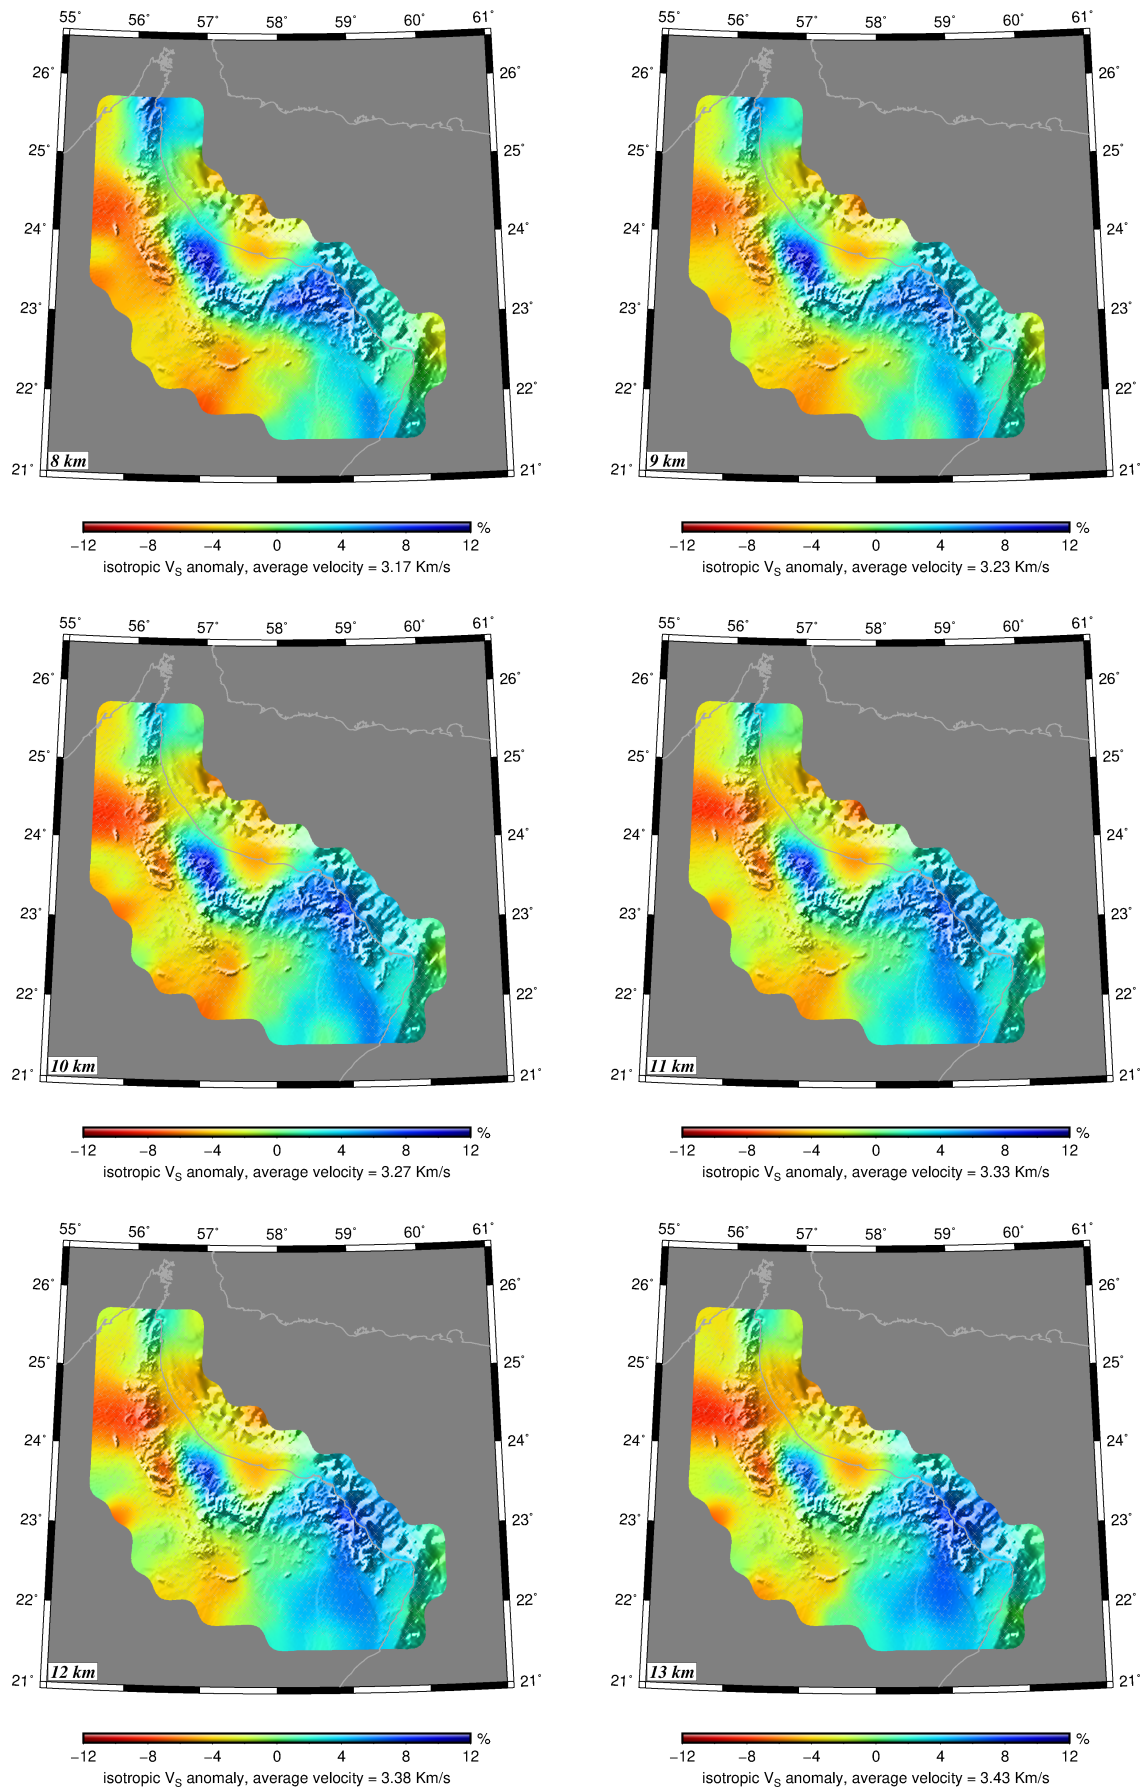 55° 56° 57° 58° 59° 60° 61°
26° 26°
25° 25°
24° 24°
23° 23°
22° 22°
21° 21°
8 km
−12 −8 −4 0 4 8 12 %
isotropic VS anomaly, average velocity = 3.17 Km/s
55° 56° 57° 58° 59° 60° 61°
26° 26°
25° 25°
24° 24°
23° 23°
22° 22°
21° 21°
9 km
−12 −8 −4 0 4 8 12 %
isotropic VS anomaly, average velocity = 3.23 Km/s
55° 56° 57° 58° 59° 60° 61°
26° 26°
25° 25°
24° 24°
23° 23°
22° 22°
21° 21°
10 km
−12 −8 −4 0 4 8 12 %
isotropic VS anomaly, average velocity = 3.27 Km/s
55° 56° 57° 58° 59° 60° 61°
26° 26°
25° 25°
24° 24°
23° 23°
22° 22°
21° 21°
11 km
−12 −8 −4 0 4 8 12 %
isotropic VS anomaly, average velocity = 3.33 Km/s
55° 56° 57° 58° 59° 60° 61°
26° 26°
25° 25°
24° 24°
23° 23°
22° 22°
21° 21°
12 km
−12 −8 −4 0 4 8 12 %
isotropic VS anomaly, average velocity = 3.38 Km/s
55° 56° 57° 58° 59° 60° 61°
26° 26°
25° 25°
24° 24°
23° 23°
22° 22°
21° 21°
13 km
−12 −8 −4 0 4 8 12 %
isotropic VS anomaly, average velocity = 3.43 Km/s